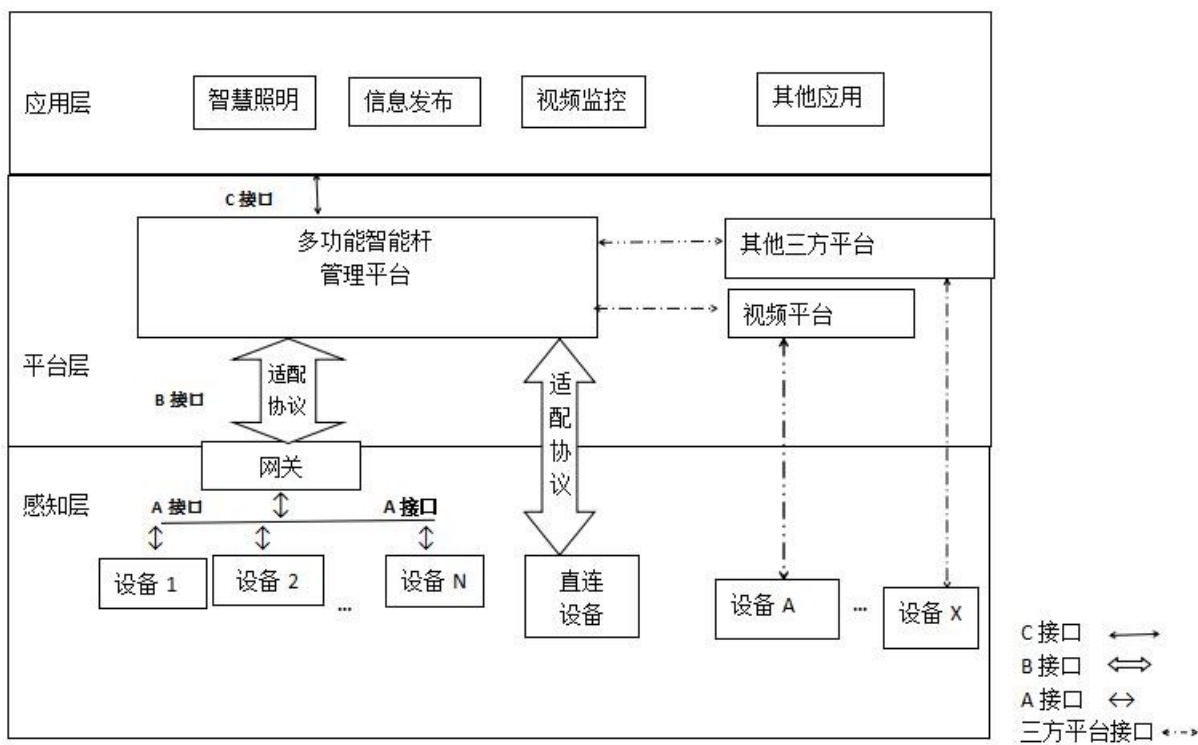 应用层
智慧照明
信息发布
视频监控
其他应用
C 接口
多功能智能杆
管理平台
其他三方平台
视频平台
平台层
B 接口
适配
协议
适
配
协
议
网关
感知层
A 接口
A 接口
设备 1
设备 2
...
设备 N
直连
设备
设备 A
...
设备 X
C 接口
B 接口
A 接口
三方平台接口